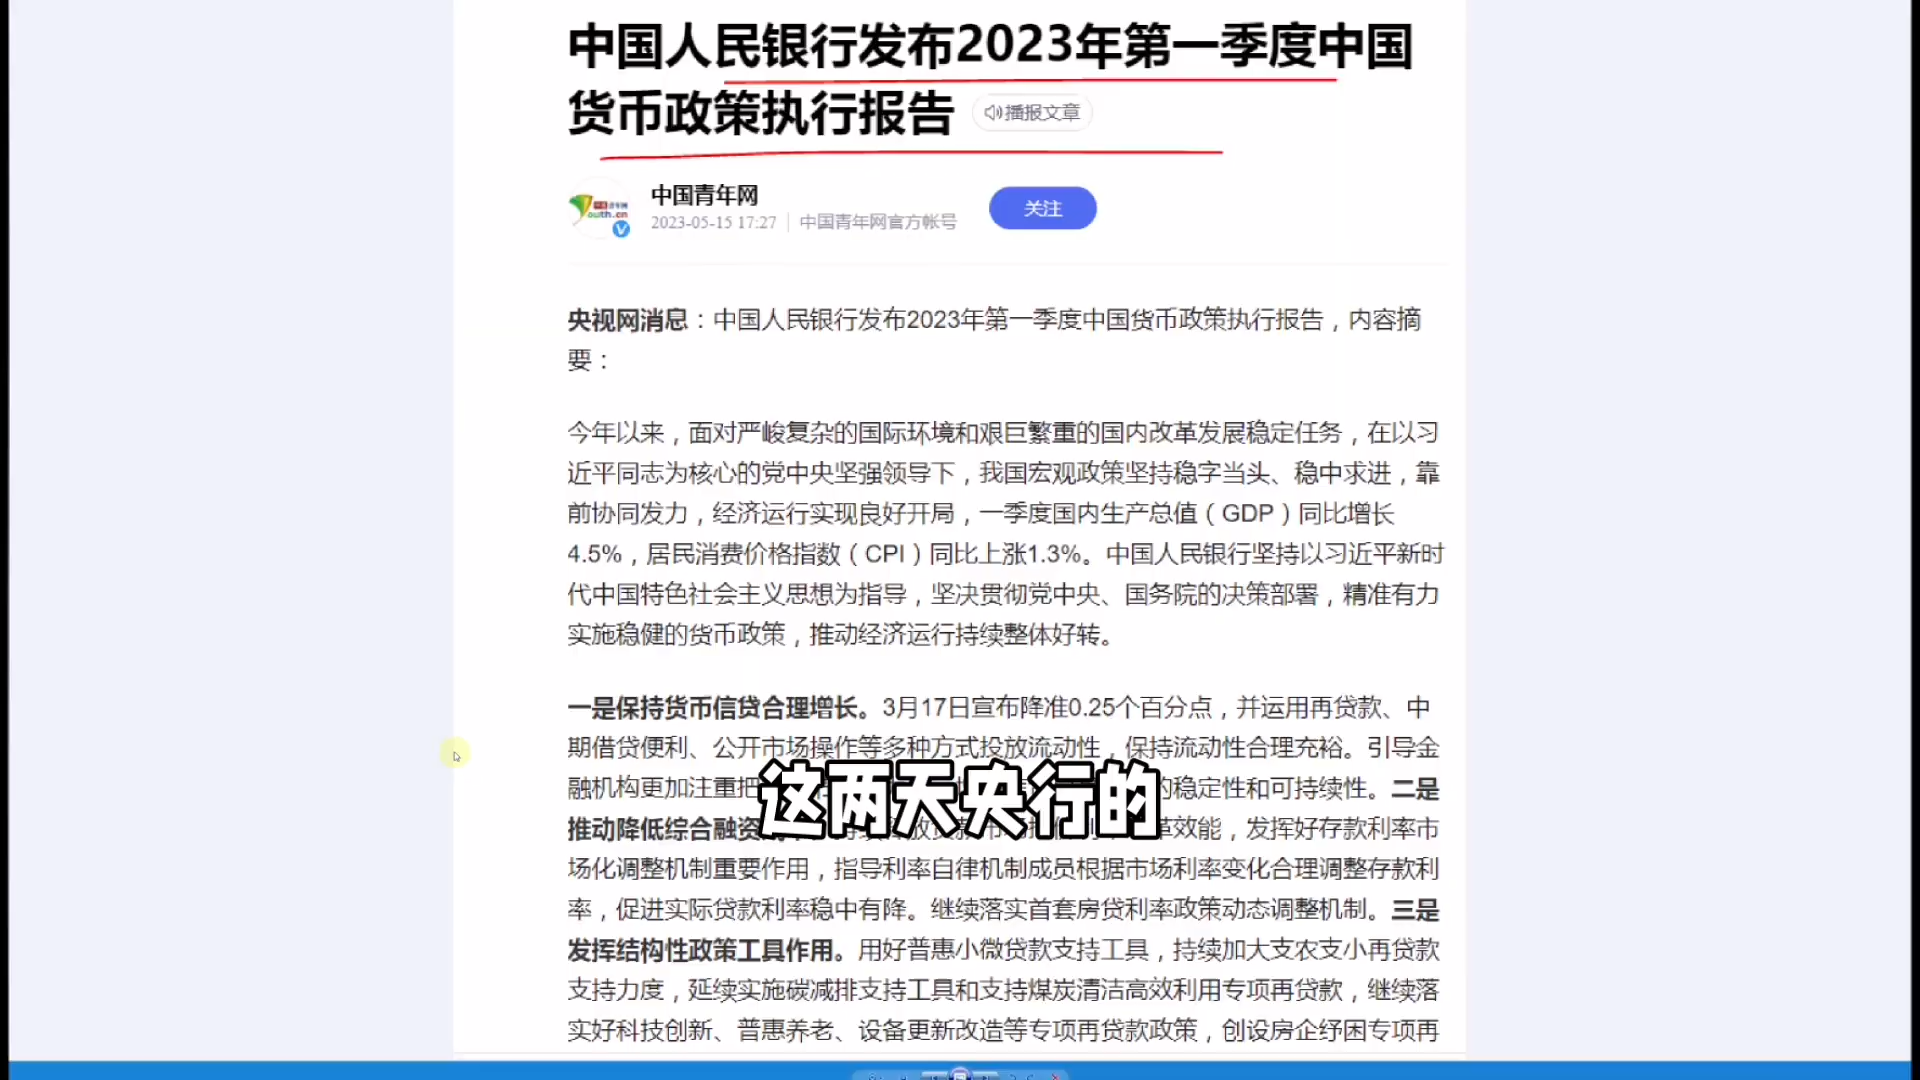 中国人民银行发布2023年第一季度中国
货币政策执行报告
播报文章
中国青年网
2023-05-15 17:27 中国青年网官方帐号
关注
央视网消息：中国人民银行发布2023年第一季度中国货币政策执行报告，内容摘
要：
今年以来，面对严峻复杂的国际环境和艰巨繁重的国内改革发展稳定任务，在以习
近平同志为核心的党中央坚强领导下，我国宏观政策坚持稳字当头、稳中求进，靠
前协同发力，经济运行实现良好开局，一季度国内生产总值（GDP）同比增长
4.5%，居民消费价格指数（CPI）同比上涨1.3%。中国人民银行坚持以习近平新时
代中国特色社会主义思想为指导，坚决贯彻党中央、国务院的决策部署，精准有力
实施稳健的货币政策，推动经济运行持续整体好转。
一是保持货币信贷合理增长。3月17日宣布降准0.25个百分点，并运用再贷款、中
期借贷便利、公开市场操作等多种方式投放流动性，保持流动性合理充裕。引导金
融机构更加注重把 的稳定性和可持续性。二是
推动降低综合融资 革效能，发挥好存款利率市
这两天央行的
场化调整机制重要作用，指导利率自律机制成员根据市场利率变化合理调整存款利
率，促进实际贷款利率稳中有降。继续落实首套房贷利率政策动态调整机制。三是
发挥结构性政策工具作用。用好普惠小微贷款支持工具，持续加大支农支小再贷款
支持力度，延续实施碳减排支持工具和支持煤炭清洁高效利用专项再贷款，继续落
实好科技创新、普惠养老、设备更新改造等专项再贷款政策，创设房企纾困专项再